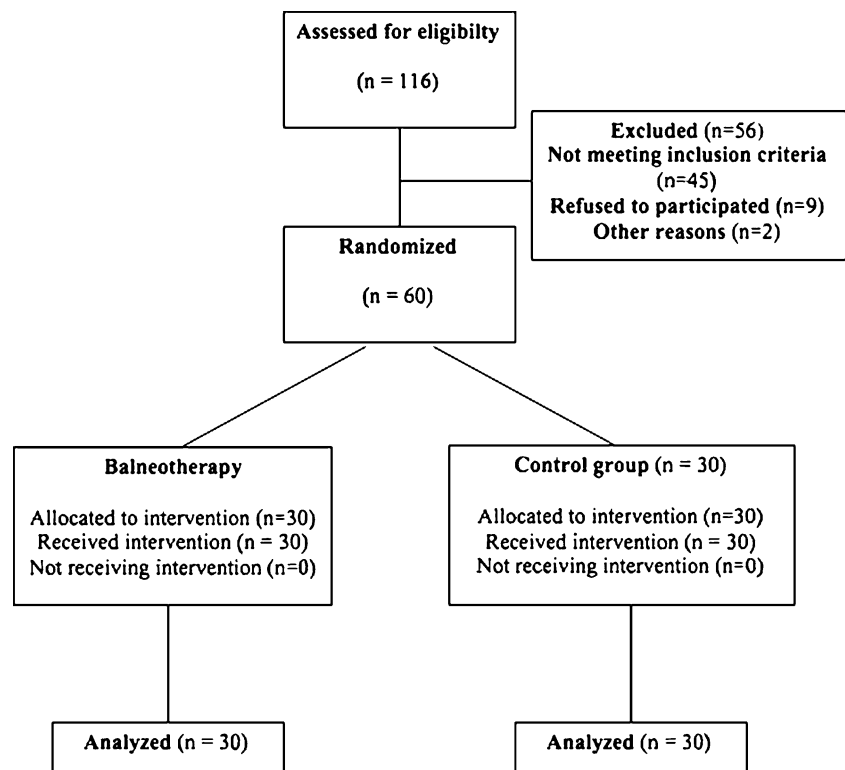 Assessed for eligibilty
(n = 116)
Excluded (n=56)
Not meeting inclusion criteria
(n=45)
Refused to participated (n=9)
Other reasons (n=2)
Randomized
(n = 60)
Balneotherapy
Allocated to intervention (n=30)
Received intervention (n = 30)
Not receiving intervention (n=0)
Control group (n = 30)
Allocated to intervention (n=30)
Received intervention (n = 30)
Not receiving intervention (n=0)
Analyzed (n = 30)
Analyzed (n = 30)